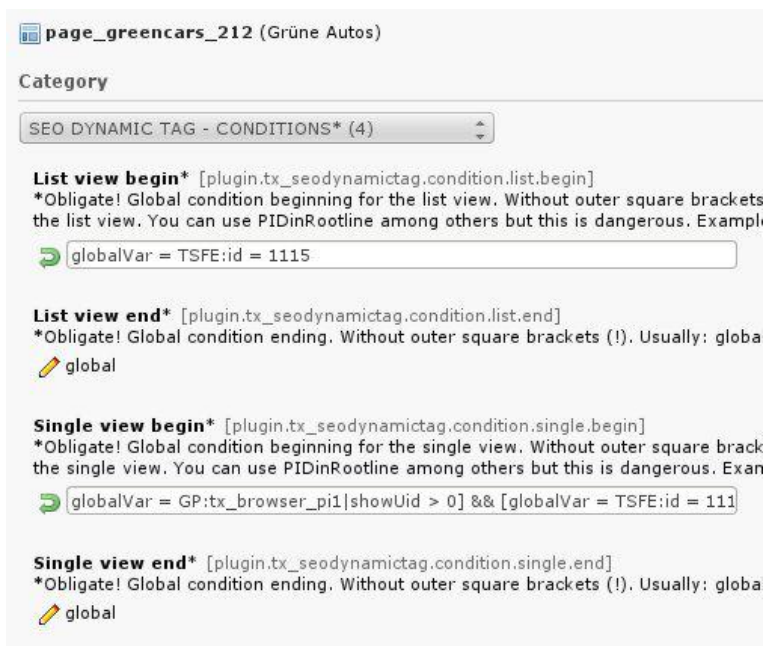 page_greencars_212 (Grüne Autos)
Category
SEO DYNAMIC TAG - CONDITIONS* (4)
List view begin* [plugin.tx_seodynamictag.condition.list.begin]
*Obligate! Global condition beginning for the list view. Without outer square brackets
the list view. You can use PIDinRootline among others but this is dangerous.
globalVar = TSFE:id = 1115
List view end* [plugin.tx_seodynamictag.condition.list.end]
*Obligate! Global condition ending. Without outer square brackets (!). Usually:
global
Single view begin* [plugin.tx_seodynamictag.condition.single.begin]
*Obligate! Global condition beginning for the single view. Without outer square
the single view. You can use PIDinRootline among others but this is dangerous.
globalVar = GP:tx_browser_pi1|showUid > 0] && [globalVar = TSFE:id = 111
Single view end* [plugin.tx_seodynamictag.condition.single.end]
*Obligate! Global condition ending. Without outer square brackets (!). Usually:
global